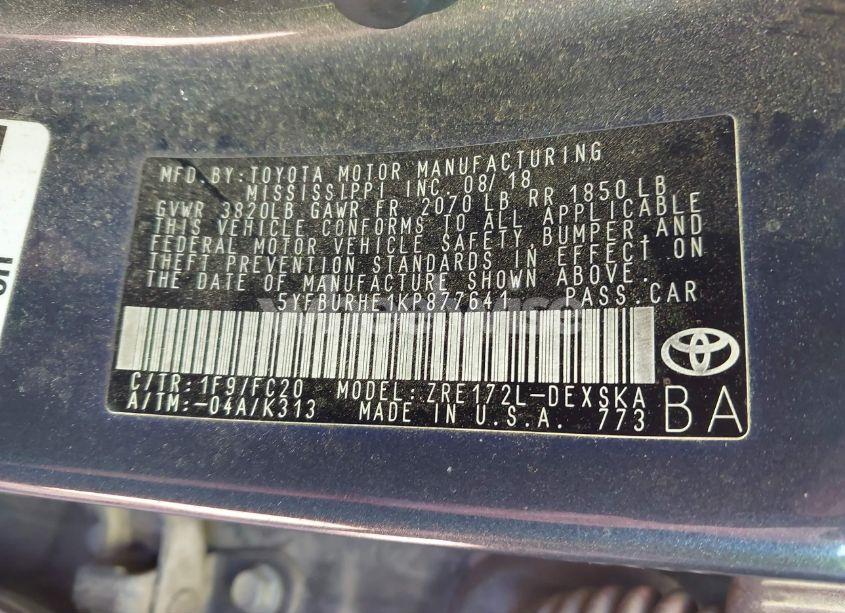 MFD. BY: TOYOTA MOTOR MANUFACTURING
MISSISSIPPI INC. 08/18
GVWR 3820LB GAWR FR. 2070 LB RR 1850 LB
THIS VEHICLE CONFORMS TO ALL APPLICABLE
FEDERAL MOTOR VEHICLE SAFETY, BUMPER, AND
THEFT PREVENTION STANDARDS IN EFFECT ON
THE DATE OF MANUFACTURE SHOWN ABOVE.
5YFBURHE1KP877641 PASS. CAR
C/TR: 1F9/FC20 MODEL: ZRE172L-DEXSKA
A/TM:-04A/K313 MADE IN U.S.A. 773
BA